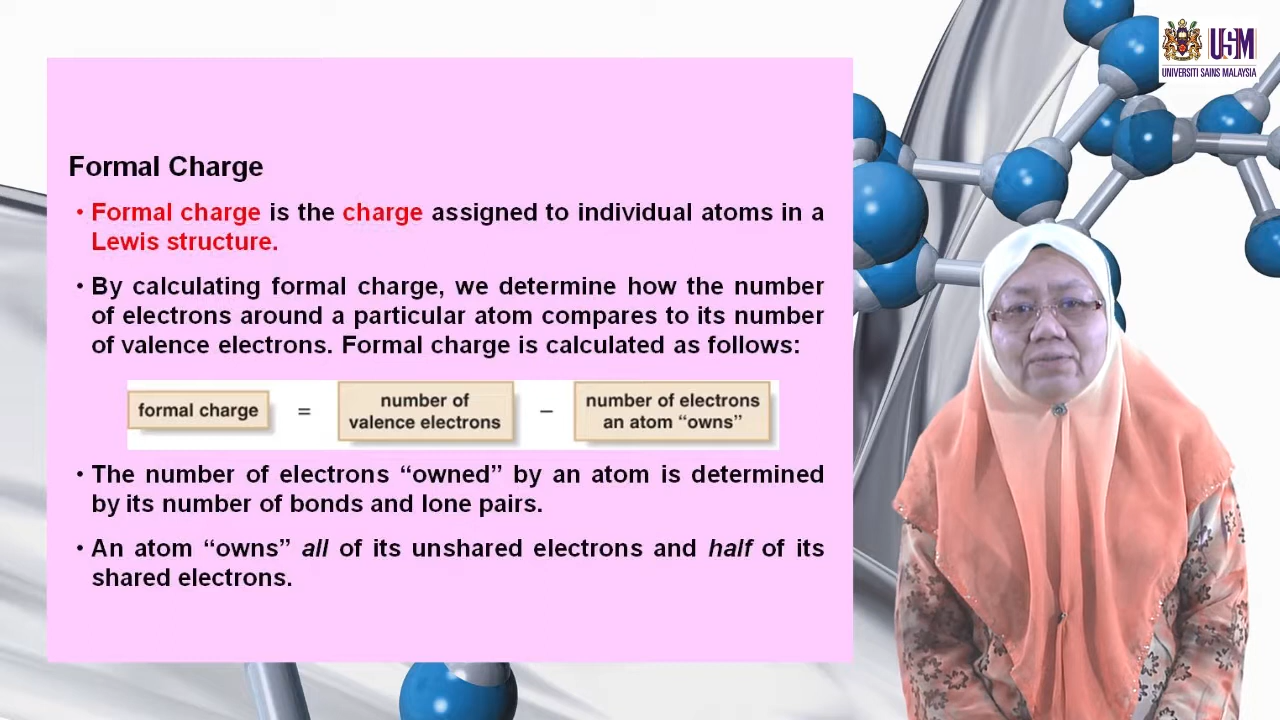 USM
UNIVERSITI SAINS MALAYSIA
Formal Charge
• Formal charge is the charge assigned to individual atoms in a
Lewis structure.
• By calculating formal charge, we determine how the number
of electrons around a particular atom compares to its number
of valence electrons. Formal charge is calculated as follows:
formal charge = number of valence electrons − number of electrons an atom “owns”
• The number of electrons “owned” by an atom is determined
by its number of bonds and lone pairs.
• An atom “owns” all of its unshared electrons and half of its
shared electrons.